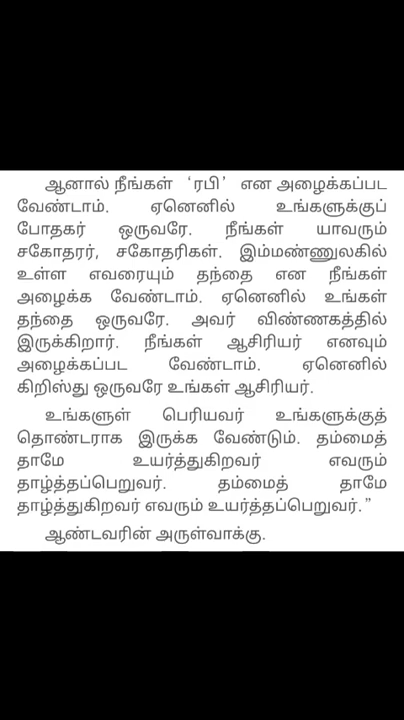 ஆனால் நீங்கள் ‘ரபி’ என அழைக்கப்பட
வேண்டாம். ஏனெனில் உங்களுக்குப்
போதகர் ஒருவரே. நீங்கள் யாவரும்
சகோதரர், சகோதரிகள். இம்மண்ணுலகில்
உள்ள எவரையும் தந்தை என நீங்கள்
அழைக்க வேண்டாம். ஏனெனில் உங்கள்
தந்தை ஒருவரே. அவர் விண்ணகத்தில்
இருக்கிறார். நீங்கள் ஆசிரியர் எனவும்
அழைக்கப்பட வேண்டாம். ஏனெனில்
கிறிஸ்து ஒருவரே உங்கள் ஆசிரியர்.
உங்களுள் பெரியவர் உங்களுக்குத்
தொண்டராக இருக்க வேண்டும். தம்மைத்
தாமே உயர்த்துகிறவர் எவரும்
தாழ்த்தப்பெறுவர். தம்மைத் தாமே
தாழ்த்துகிறவர் எவரும் உயர்த்தப்பெறுவர்.”
ஆண்டவரின் அருள்வாக்கு.